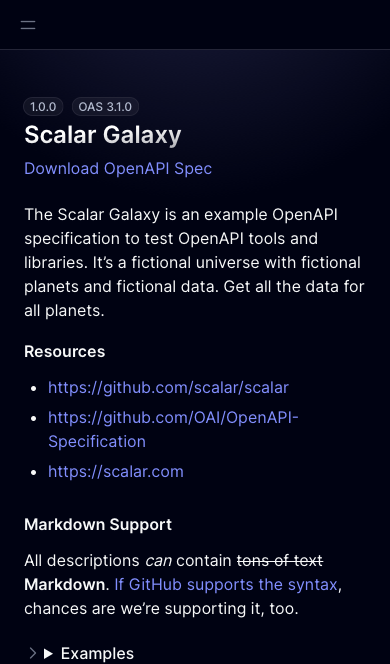 1.0.0 OAS 3.1.0
Scalar Galaxy
Download OpenAPI Spec
The Scalar Galaxy is an example OpenAPI
specification to test OpenAPI tools and
libraries. It’s a fictional universe with fictional
planets and fictional data. Get all the data for
all planets.
Resources
https://github.com/scalar/scalar
https://github.com/OAI/OpenAPI-
Specification
https://scalar.com
Markdown Support
All descriptions can contain tons of text
Markdown. If GitHub supports the syntax,
chances are we’re supporting it, too.
Examples